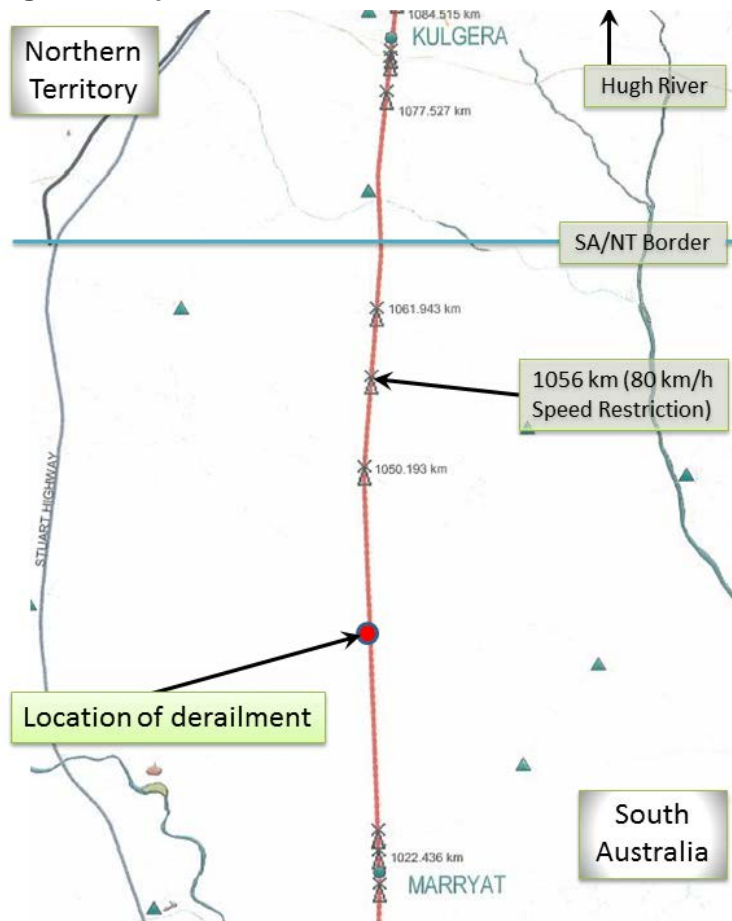 1084.515 km
KULGERA
Northern
Territory
Hugh River
1077.527 km
SA/NT Border
1061.943 km
1056 km (80 km/h
Speed Restriction)
1050.193 km
STUART HIGHWAY
Location of derailment
1022.436 km
MARRYAT
South
Australia